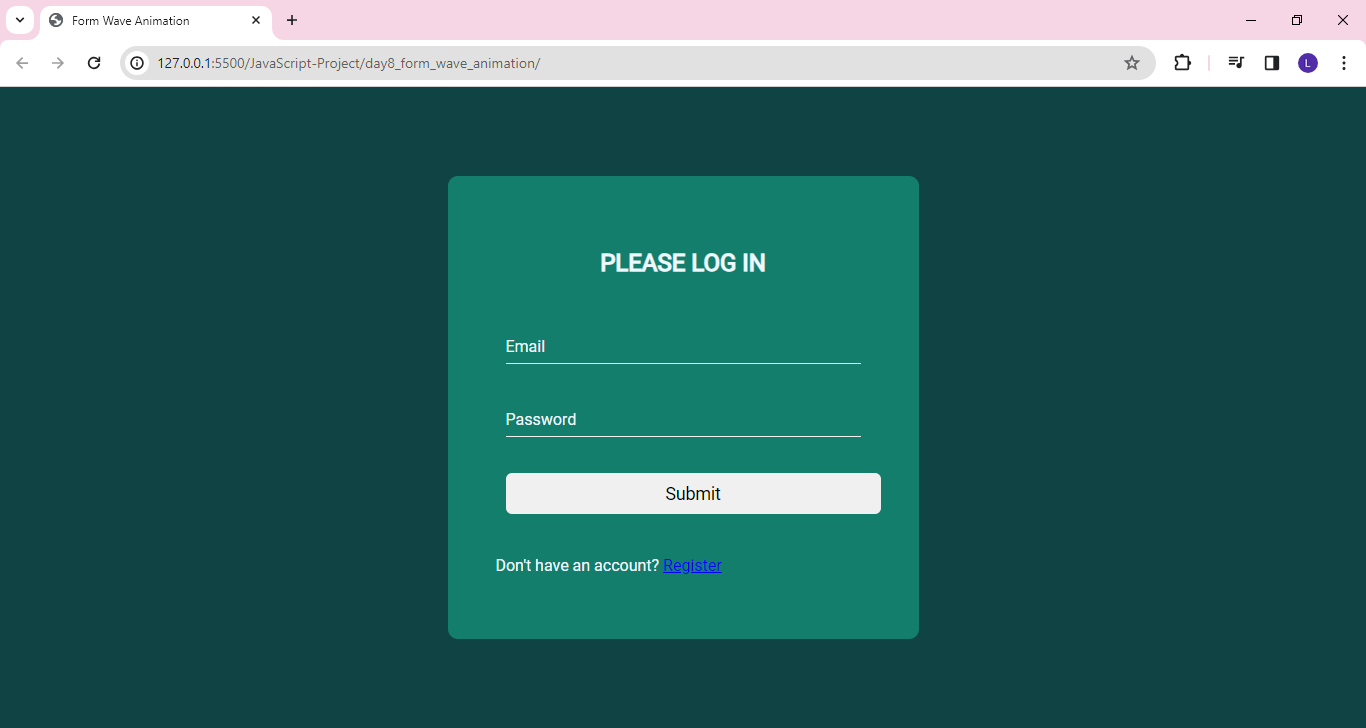 Form Wave Animation
127.0.0.1:5500/JavaScript-Project/day8_form_wave_animation/
L
PLEASE LOG IN
Email
Password
Submit
Don't have an account? Register